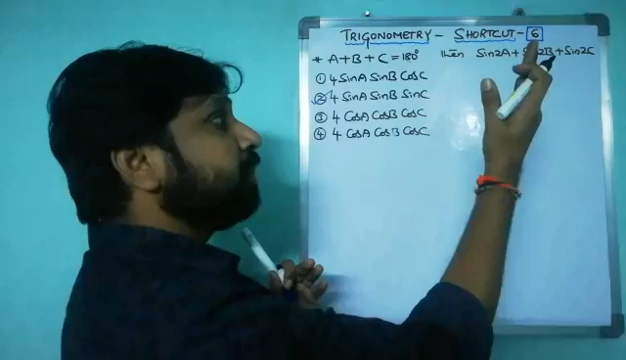 TRIGONOMETRY - SHORTCUT - 6
* A + B + C = 180° then Sin2A + Sin2B + Sin2C
① 4 SinA SinB CosC
② 4 SinA SinB SinC
③ 4 CosA CosB CosC
④ 4 CosA CosB CosC